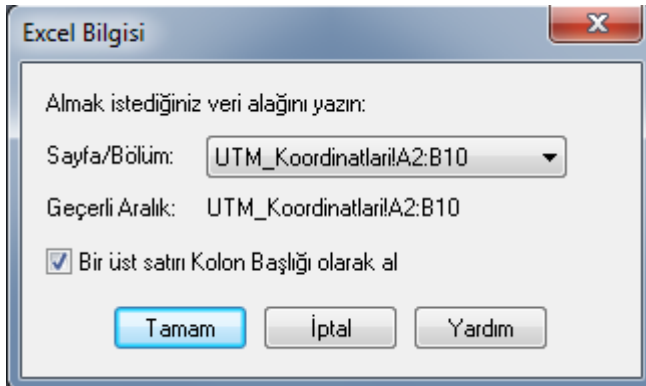 Excel Bilgisi
Almak istediğiniz veri alağını yazın:
Sayfa/Bölüm: UTM_Koordinatlari!A2:B10
Geçerli Aralık: UTM_Koordinatlari!A2:B10
Bir üst satırı Kolon Başlığı olarak al
Tamam İptal Yardım